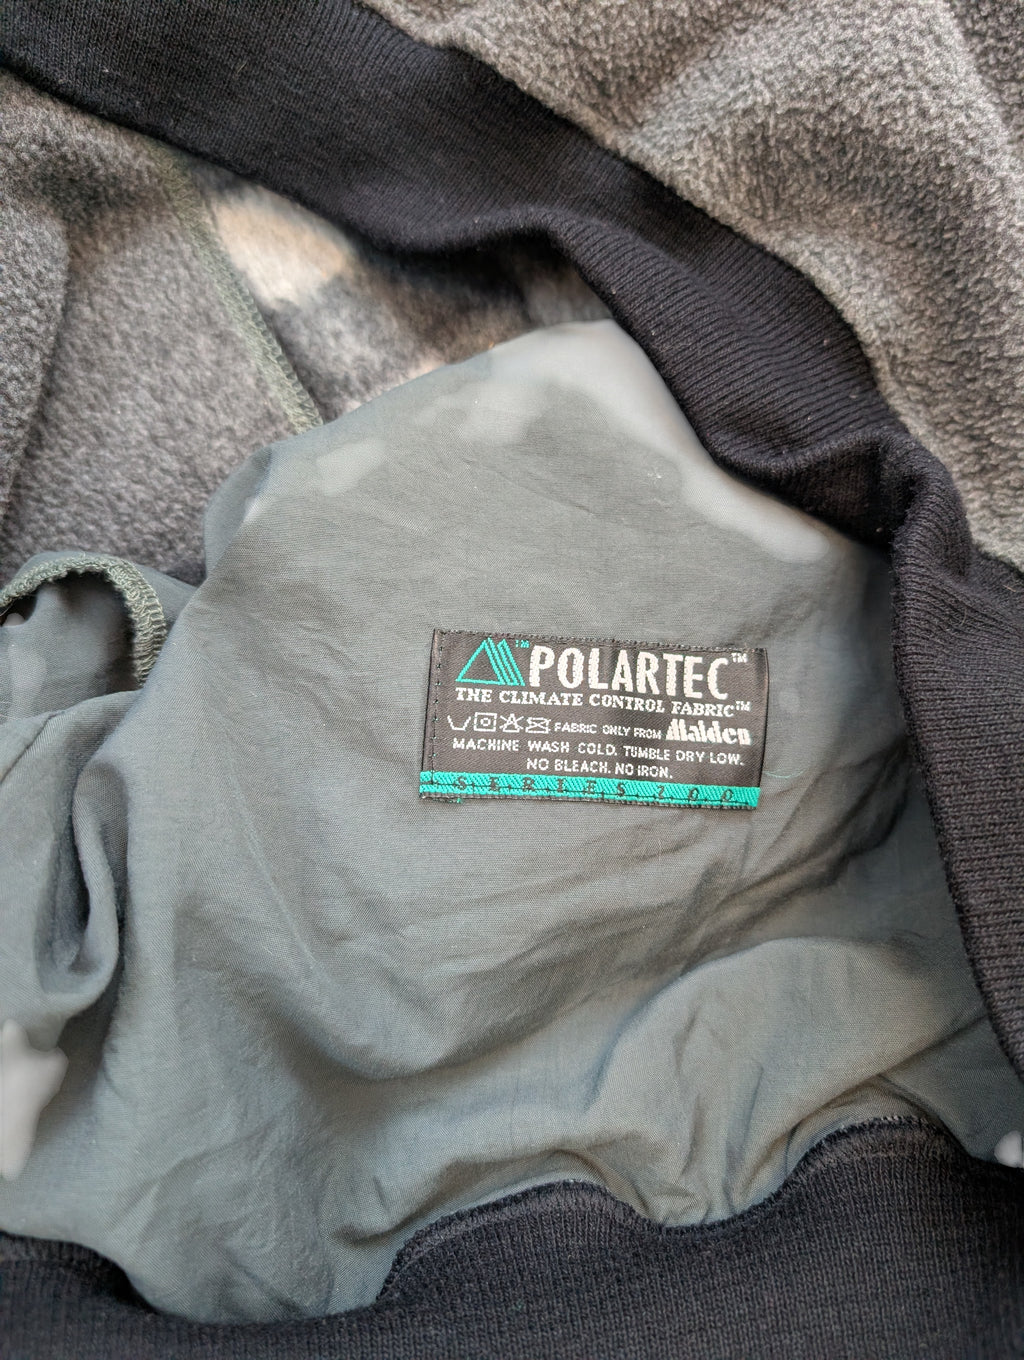 ™POLARTEC™
THE CLIMATE CONTROL FABRIC™
FABRIC ONLY FROM Malden
MACHINE WASH COLD. TUMBLE DRY LOW.
NO BLEACH. NO IRON.
SERIES 200